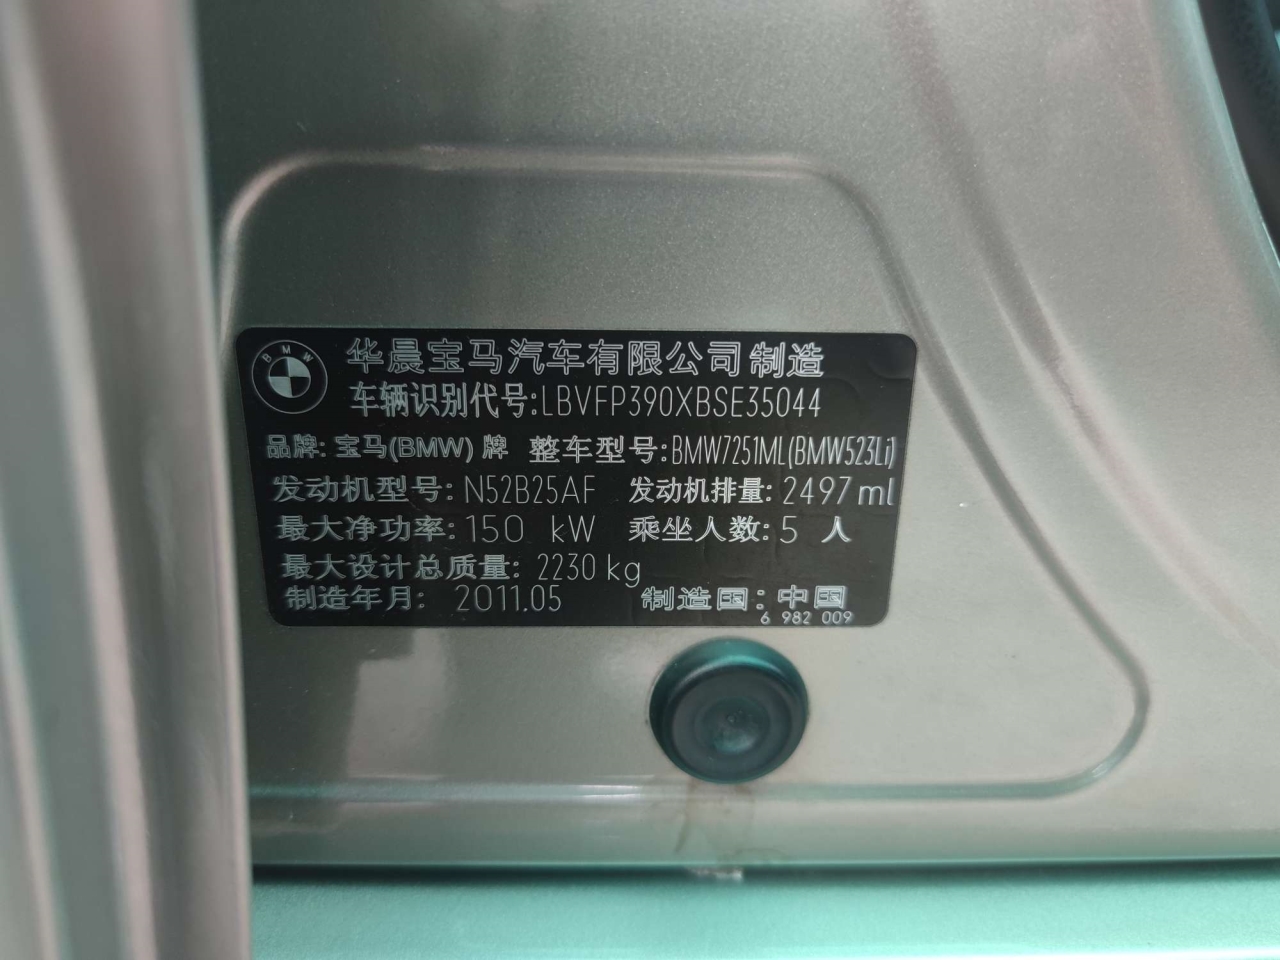 BMW
华晨宝马汽车有限公司制造
车辆识别代号:LBVFP390XBSE35044
品牌: 宝马(BMW) 牌 整车型号:BMW7251ML(BMW523Li)
发动机型号: N52B25AF 发动机排量: 2497 ml
最大净功率: 150 kW 乘坐人数: 5 人
最大设计总质量: 2230 kg
制造年月: 2011.05 制造国: 中国
6 982 009